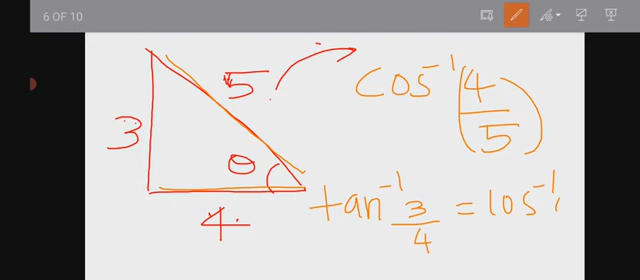 6 OF 10
5
cos⁻¹(4/5)
3
θ
4
tan⁻¹ 3/4 = cos⁻¹